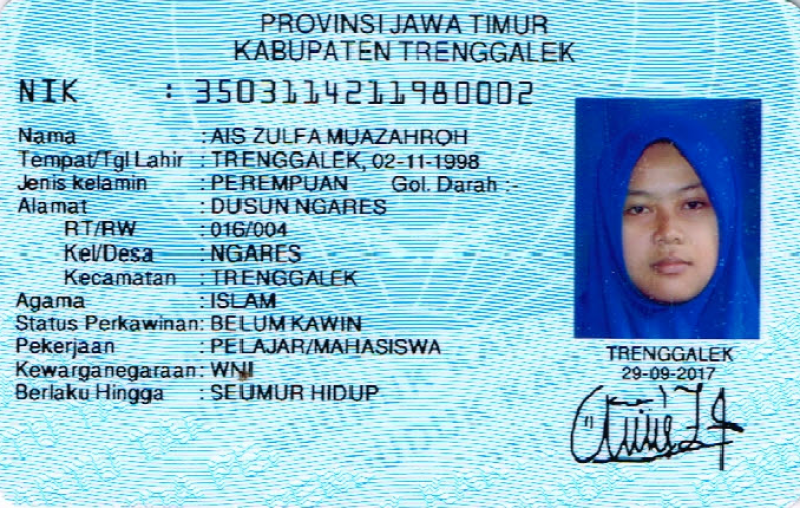 PROVINSI JAWA TIMUR
KABUPATEN TRENGGALEK
NIK : 3503114211980002
Nama : AIS ZULFA MUAZAHROH
Tempat/Tgl Lahir : TRENGGALEK, 02-11-1998
Jenis kelamin : PEREMPUAN Gol. Darah :-
Alamat : DUSUN NGARES
RT/RW : 016/004
Kel/Desa : NGARES
Kecamatan : TRENGGALEK
Agama : ISLAM
Status Perkawinan: BELUM KAWIN
Pekerjaan : PELAJAR/MAHASISWA
Kewarganegaraan: WNI
Berlaku Hingga : SEUMUR HIDUP
TRENGGALEK
29-09-2017